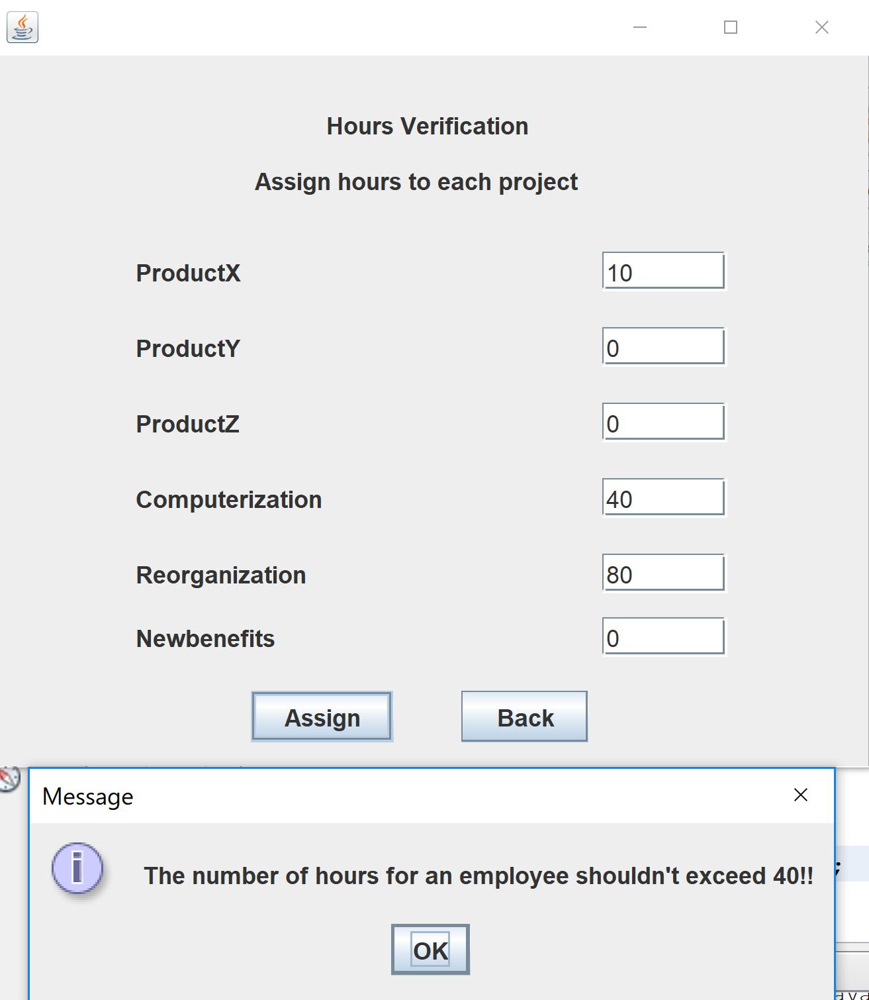 Hours Verification
Assign hours to each project
ProductX 10
ProductY 0
ProductZ 0
Computerization 40
Reorganization 80
Newbenefits 0
Assign Back
Message
The number of hours for an employee shouldn't exceed 40!!
;
OK